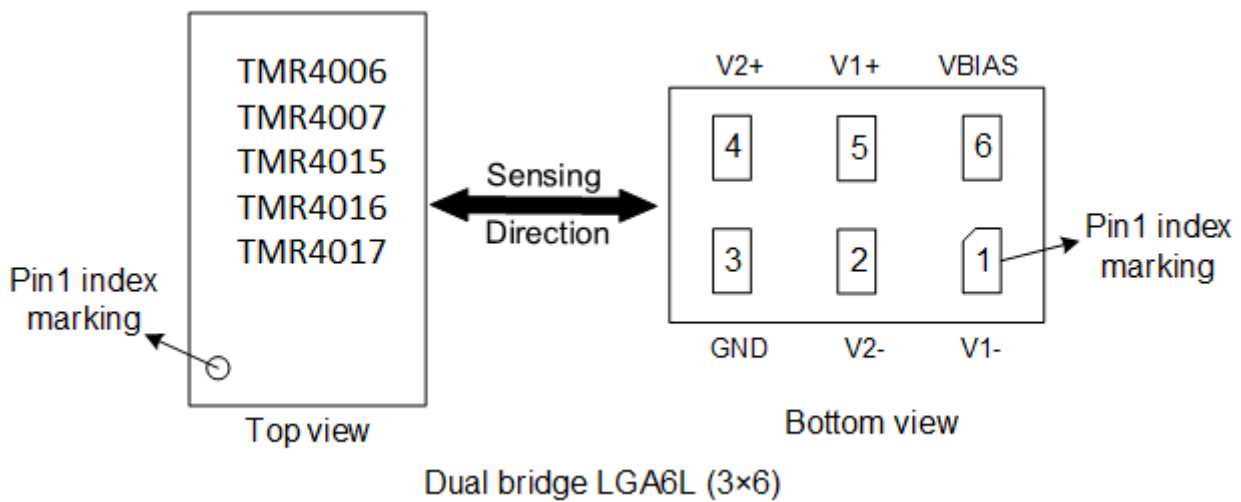 TMR4006
TMR4007
TMR4015
TMR4016
TMR4017
Pin1 index
marking
Top view
Sensing
Direction
V2+ V1+ VBIAS
4 5 6
3 2 1
GND V2- V1-
Pin1 index
marking
Bottom view
Dual bridge LGA6L (3×6)